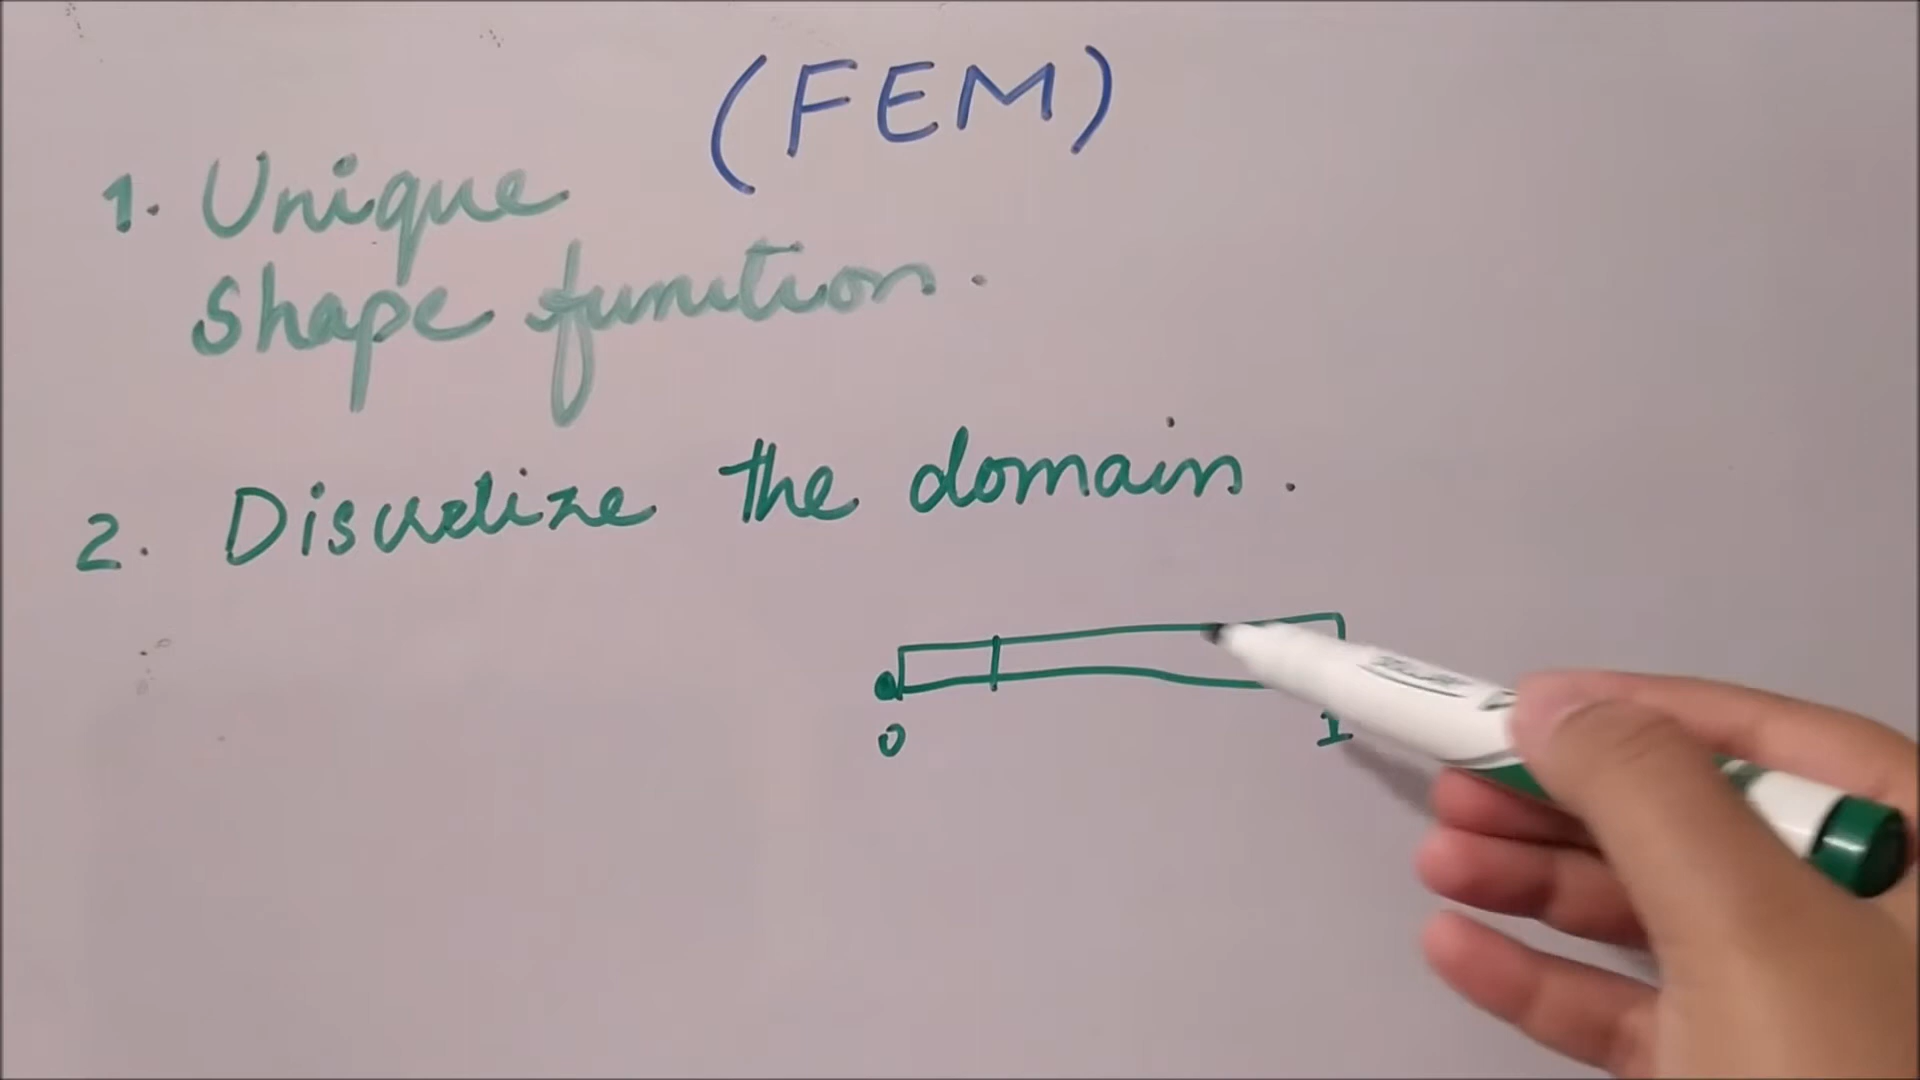 (FEM)
1. Unique
Shape function.
2. Discretize the domain.
0 1